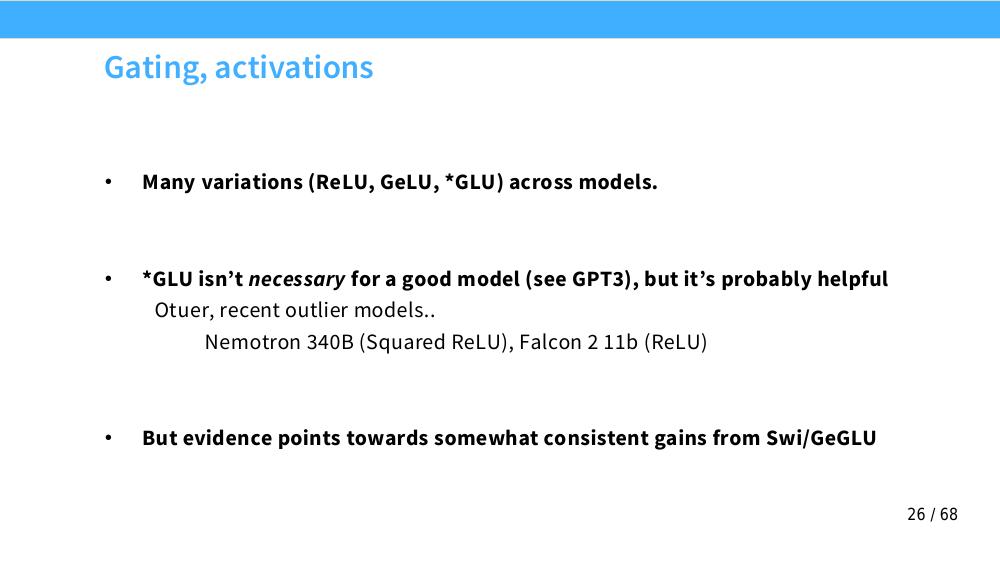 Gating, activations
• Many variations (ReLU, GeLU, *GLU) across models.
• *GLU isn’t necessary for a good model (see GPT3), but it’s probably helpful
Otuer, recent outlier models..
Nemotron 340B (Squared ReLU), Falcon 2 11b (ReLU)
• But evidence points towards somewhat consistent gains from Swi/GeGLU
26 / 68